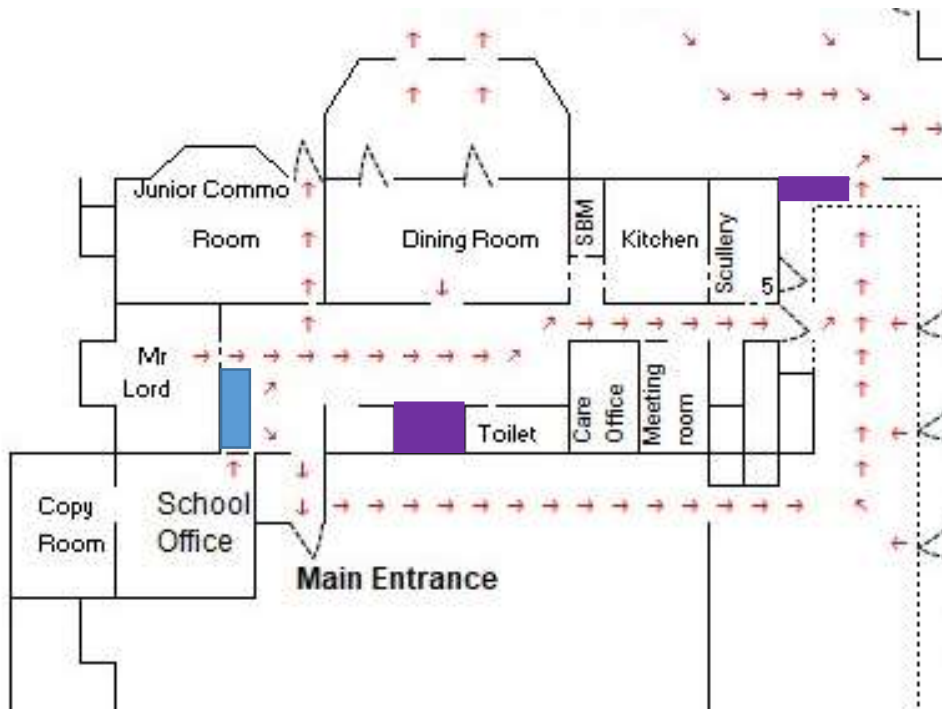 Junior Commo
Room
Dining Room
SBM
Kitchen
Scullery
5
Mr
Lord
Toilet
Care
Office
Meeting
room
Copy
Room
School
Office
Main Entrance